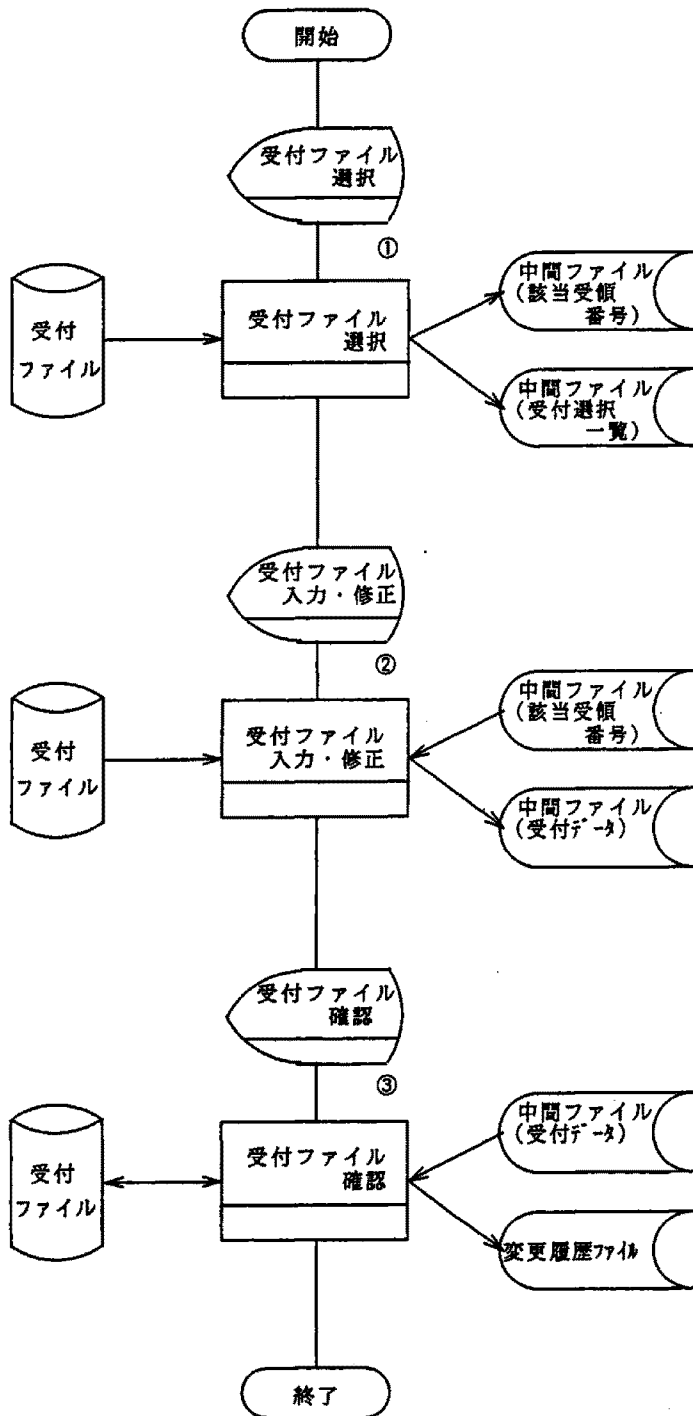 開始
受付ファイル
選択
①
受付
ファイル
受付ファイル
選択
中間ファイル
(該当受領
番号)
中間ファイル
(受付選択
一覧)
受付ファイル
入力・修正
②
受付
ファイル
受付ファイル
入力・修正
中間ファイル
(該当受領
番号)
中間ファイル
(受付ﾃﾞｰﾀ)
受付ファイル
確認
③
受付
ファイル
受付ファイル
確認
中間ファイル
(受付ﾃﾞｰﾀ)
変更履歴ﾌｧｲﾙ
終了